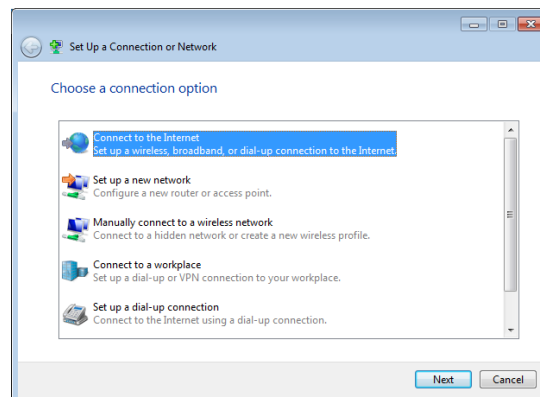 Set Up a Connection or Network
Choose a connection option
Connect to the Internet
Set up a wireless, broadband, or dial-up connection to the Internet.
Set up a new network
Configure a new router or access point.
Manually connect to a wireless network
Connect to a hidden network or create a new wireless profile.
Connect to a workplace
Set up a dial-up or VPN connection to your workplace.
Set up a dial-up connection
Connect to the Internet using a dial-up connection.
Next Cancel